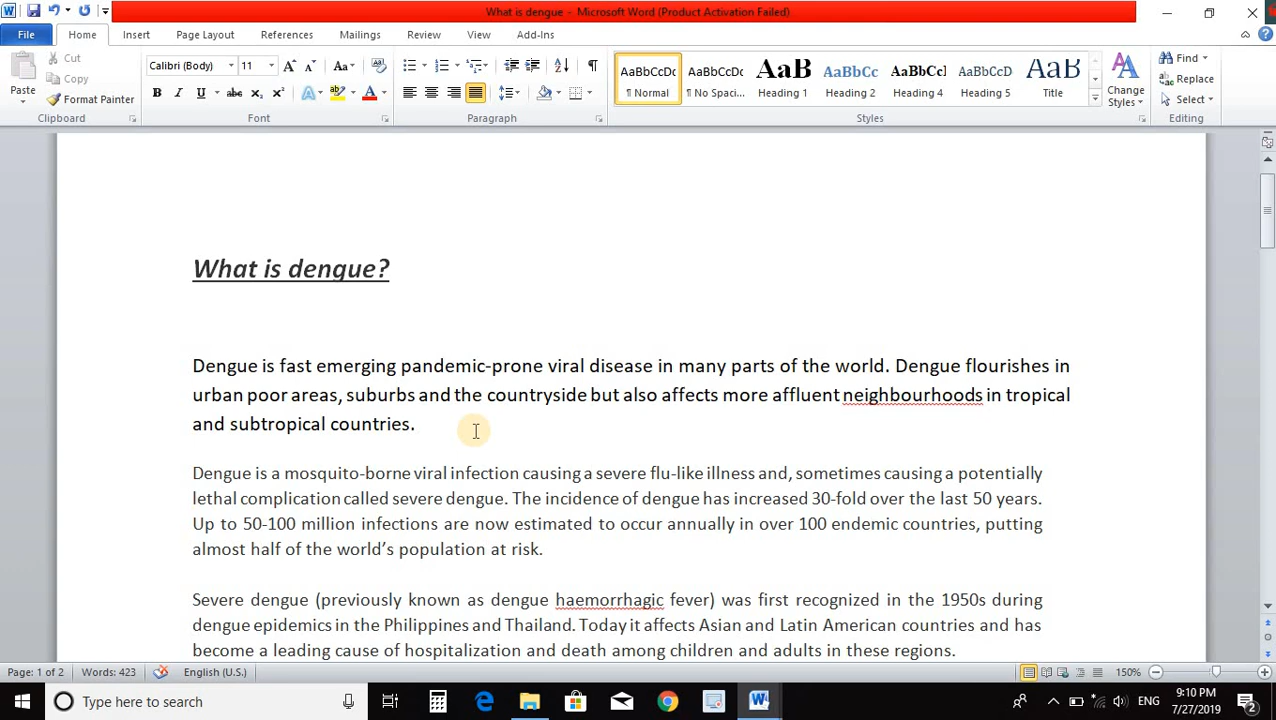 What is dengue - Microsoft Word (Product Activation Failed)
File Home Insert Page Layout References Mailings Review View Add-Ins
Cut
Copy
Format Painter
Paste
Clipboard
Calibri (Body) 11
Font
Paragraph
AaBbCcDc AaBbCcDc AaB AaBbCc AaBbCcI AaBbCcD AaB
¶ Normal ¶ No Spaci... Heading 1 Heading 2 Heading 4 Heading 5 Title
Change Styles
Styles
Find
Replace
Select
Editing
What is dengue?
Dengue is fast emerging pandemic-prone viral disease in many parts of the world. Dengue flourishes in
urban poor areas, suburbs and the countryside but also affects more affluent neighbourhoods in tropical
and subtropical countries.
Dengue is a mosquito-borne viral infection causing a severe flu-like illness and, sometimes causing a potentially
lethal complication called severe dengue. The incidence of dengue has increased 30-fold over the last 50 years.
Up to 50-100 million infections are now estimated to occur annually in over 100 endemic countries, putting
almost half of the world’s population at risk.
Severe dengue (previously known as dengue haemorrhagic fever) was first recognized in the 1950s during
dengue epidemics in the Philippines and Thailand. Today it affects Asian and Latin American countries and has
become a leading cause of hospitalization and death among children and adults in these regions.
Page: 1 of 2 Words: 423 English (U.S.) 150%
Type here to search
ENG
9:10 PM
7/27/2019
2